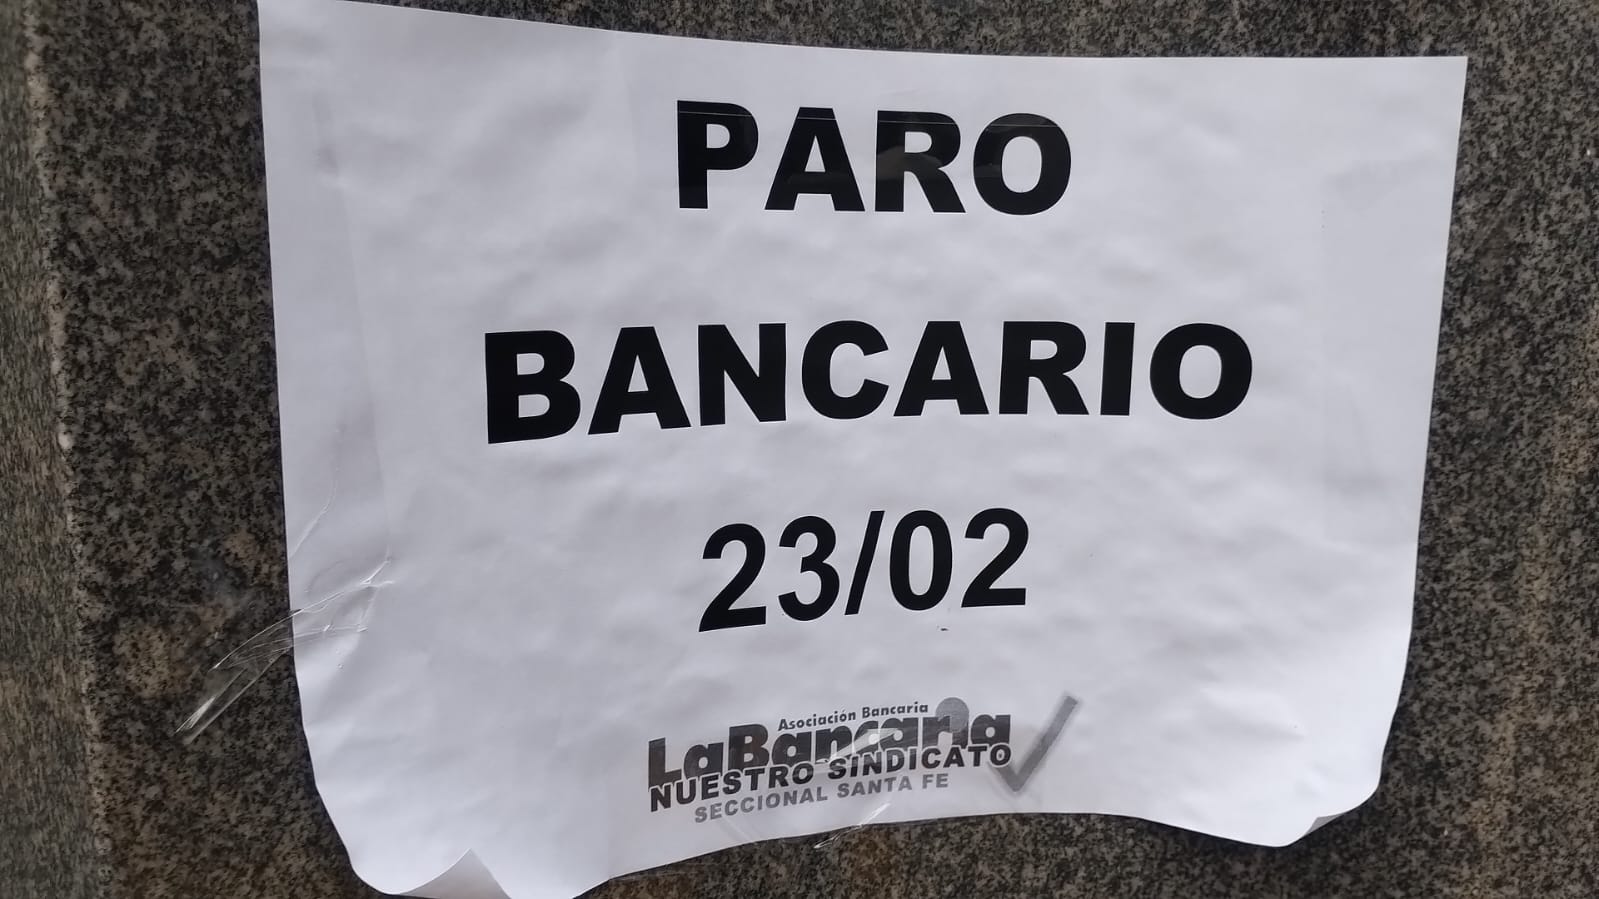 PARO
BANCARIO
23/02
Asociación Bancaria
LaBancaria
NUESTRO SINDICATO
SECCIONAL SANTA FE